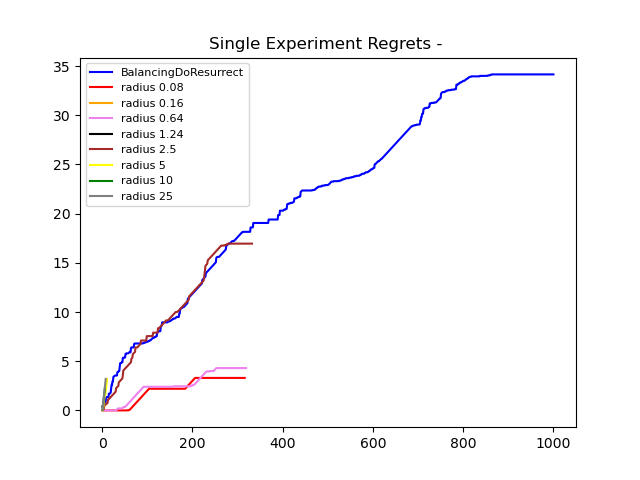 Single Experiment Regrets -
35
30
25
20
15
10
5
0
BalancingDoResurrect
radius 0.08
radius 0.16
radius 0.64
radius 1.24
radius 2.5
radius 5
radius 10
radius 25
0 200 400 600 800 1000